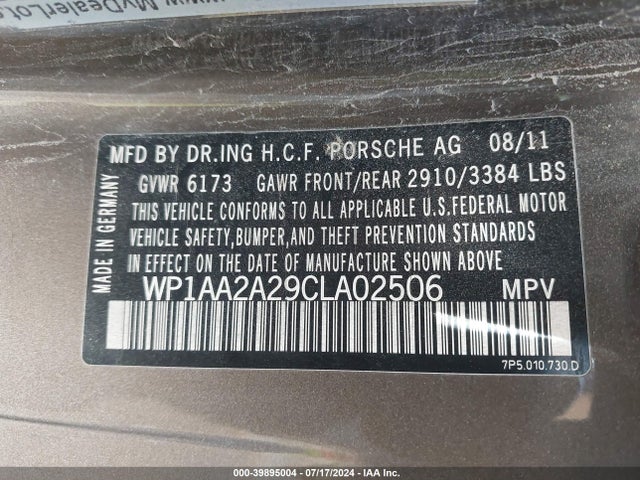 www.MyDealerLot.c
MFD BY DR.ING H.C.F. PORSCHE AG 08/11
GVWR 6173 GAWR FRONT/REAR 2910/3384 LBS
THIS VEHICLE CONFORMS TO ALL APPLICABLE U.S.FEDERAL MOTOR
VEHICLE SAFETY,BUMPER,AND THEFT PREVENTION STANDARDS
IN EFFECT ON THE DATE OF MANUFACTURE SHOWN ABOVE
MADE IN GERMANY
WP1AA2A29CLA02506 MPV
7P5.010.730.D
000-39895004 - 07/17/2024 - IAA Inc.